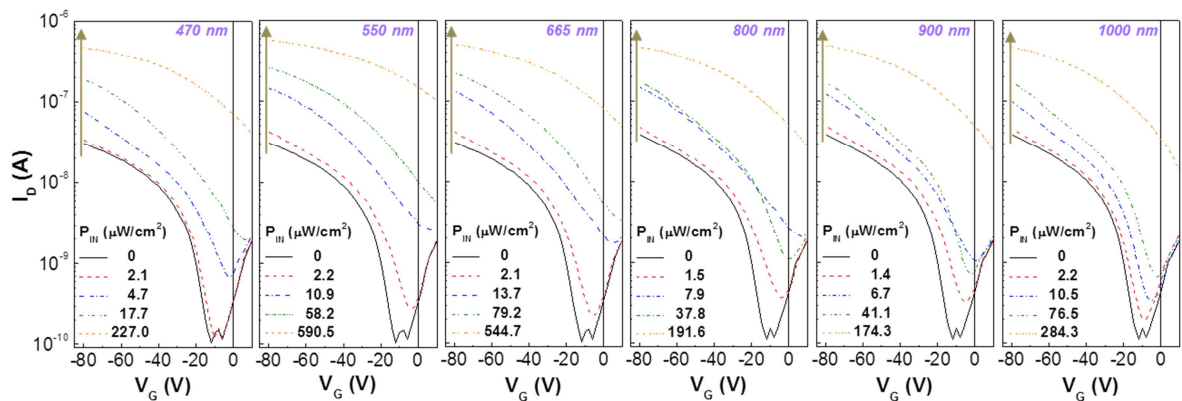 10⁻⁶
10⁻⁷
10⁻⁸
10⁻⁹
10⁻¹⁰
I_D (A)
470 nm
P_IN (μW/cm²)
0
2.1
4.7
17.7
227.0
-80 -60 -40 -20 0
V_G (V)
550 nm
P_IN (μW/cm²)
0
2.2
10.9
58.2
590.5
-80 -60 -40 -20 0
V_G (V)
665 nm
P_IN (μW/cm²)
0
2.1
13.7
79.2
544.7
-80 -60 -40 -20 0
V_G (V)
800 nm
P_IN (μW/cm²)
0
1.5
7.9
37.8
191.6
-80 -60 -40 -20 0
V_G (V)
900 nm
P_IN (μW/cm²)
0
1.4
6.7
41.1
174.3
-80 -60 -40 -20 0
V_G (V)
1000 nm
P_IN (μW/cm²)
0
2.2
10.5
76.5
284.3
-80 -60 -40 -20 0
V_G (V)